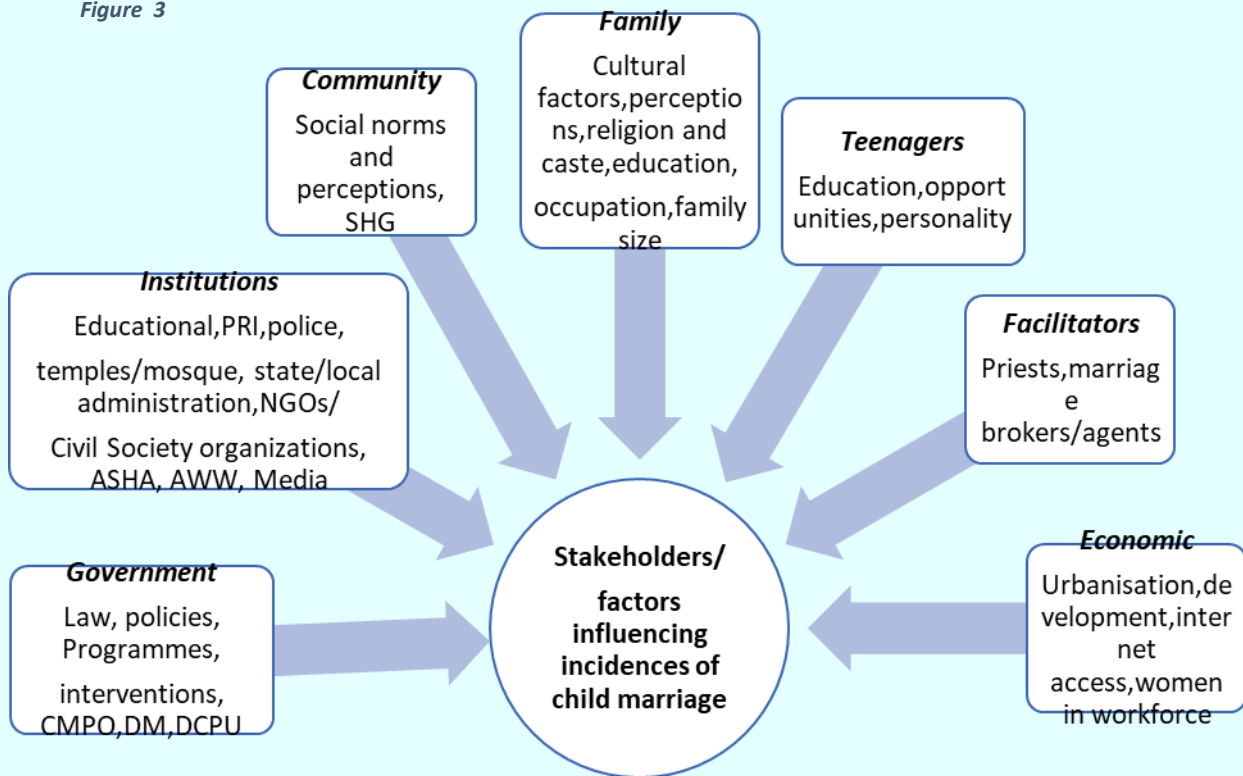 Figure 3
Family
Cultural
factors,perceptio
ns,religion and
caste,education,
occupation,family
size
Community
Social norms
and
perceptions,
SHG
Teenagers
Education,opport
unities,personality
Institutions
Educational,PRI,police,
temples/mosque, state/local
administration,NGOs/
Civil Society organizations,
ASHA, AWW, Media
Facilitators
Priests,marriag
e
brokers/agents
Government
Law, policies,
Programmes,
interventions,
CMPO,DM,DCPU
Stakeholders/
factors
influencing
incidences of
child marriage
Economic
Urbanisation,de
velopment,inter
net
access,women
in workforce